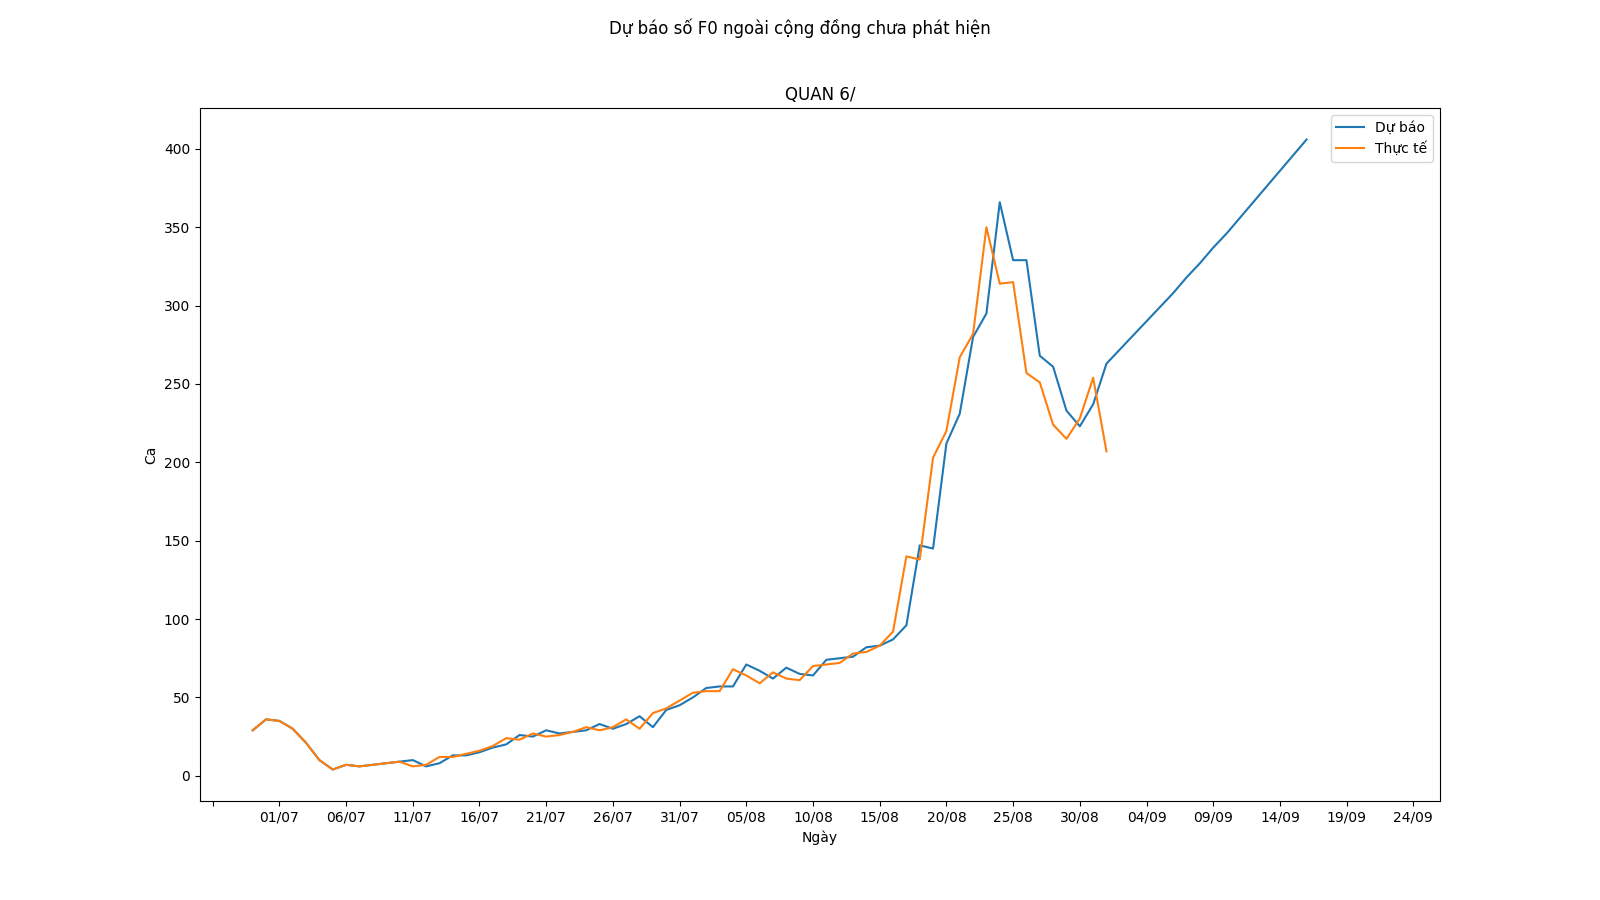 Dự báo số F0 ngoài cộng đồng chưa phát hiện
QUAN 6/
Dự báo
Thực tế
400
350
300
250
200
150
100
50
0
Ca
01/07 06/07 11/07 16/07 21/07 26/07 31/07 05/08 10/08 15/08 20/08 25/08 30/08 04/09 09/09 14/09 19/09 24/09
Ngày